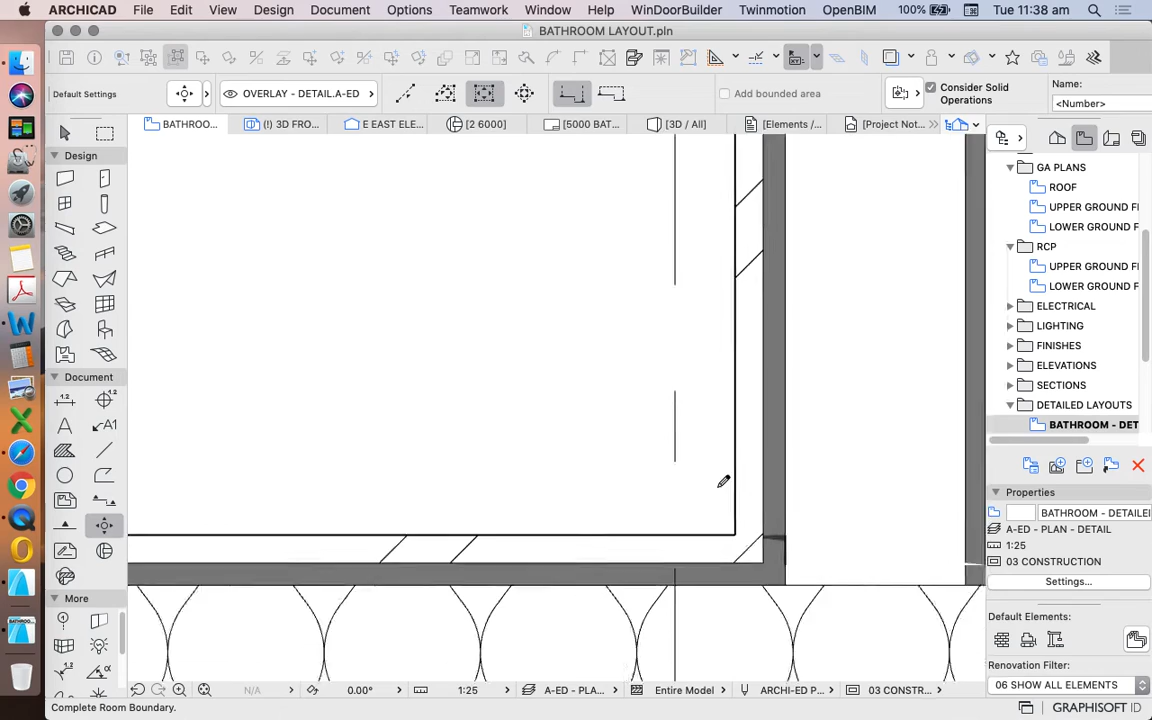 ARCHICAD File Edit View Design Document Options Teamwork Window Help WinDoorBuilder Twinmotion OpenBIM 100% Tue 11:38 am
BATHROOM LAYOUT.pln
Default Settings
OVERLAY - DETAIL.A-ED
Add bounded area
Consider Solid Operations
Name:
<Number>
BATHROO...
(!) 3D FRO...
E EAST ELE...
[2 6000]
[5000 BAT...
[3D / All]
[Elements /...
[Project Not...
Design
Document
A1
More
GA PLANS
ROOF
UPPER GROUND FI
LOWER GROUND F
RCP
UPPER GROUND FI
LOWER GROUND F
ELECTRICAL
LIGHTING
FINISHES
ELEVATIONS
SECTIONS
DETAILED LAYOUTS
BATHROOM - DET
Properties
BATHROOM - DETAILEI
A-ED - PLAN - DETAIL
1:25
03 CONSTRUCTION
Settings...
Default Elements:
Renovation Filter:
06 SHOW ALL ELEMENTS
N/A
0.00°
1:25
A-ED - PLA...
Entire Model
ARCHI-ED P...
03 CONSTR...
Complete Room Boundary.
GRAPHISOFT ID